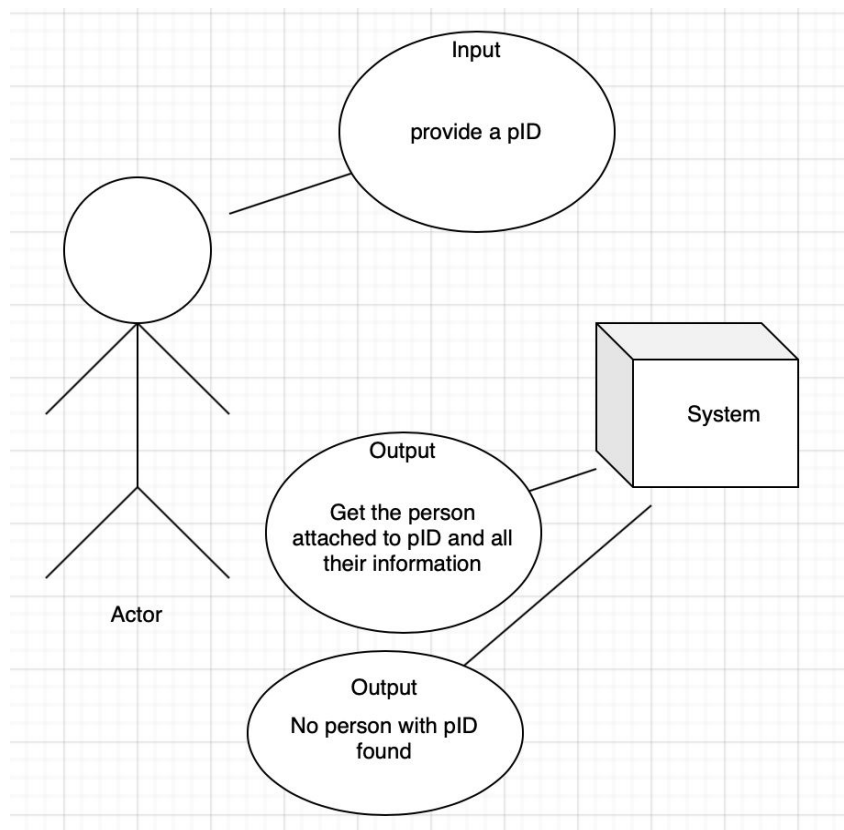 Input
provide a pID
System
Output
Get the person
attached to pID and all
their information
Actor
Output
No person with pID
found